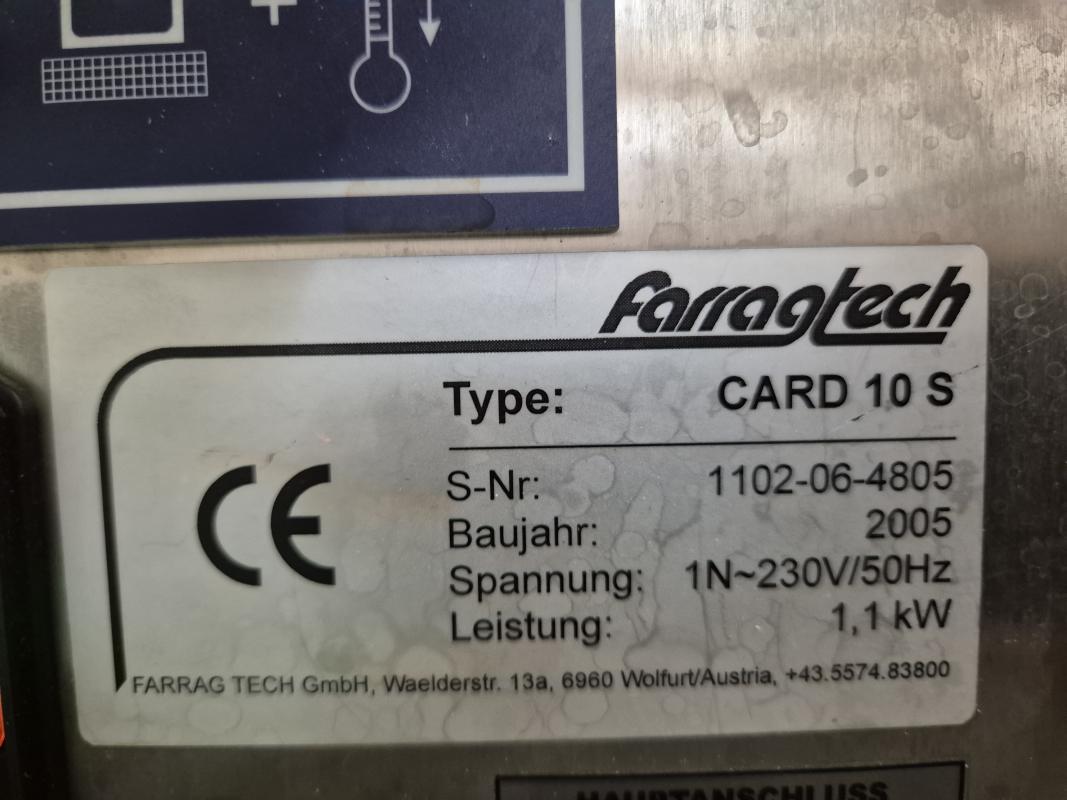 farragtech
Type: CARD 10 S
S-Nr: 1102-06-4805
Baujahr: 2005
Spannung: 1N~230V/50Hz
Leistung: 1,1 kW
CE
FARRAG TECH GmbH, Waelderstr. 13a, 6960 Wolfurt/Austria, +43.5574.83800
HAUPTANSCHLUSS